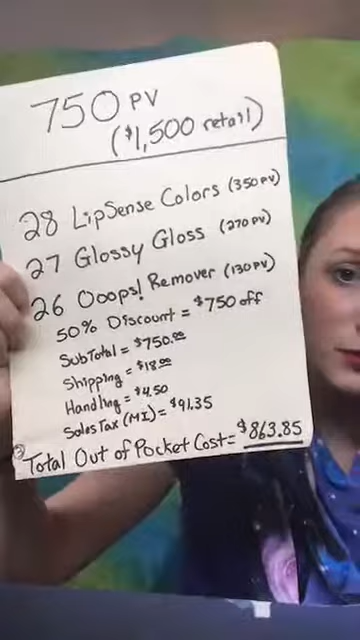 750 PV
($1,500 retail)
28 LipSense Colors (350 PV)
27 Glossy Gloss (270 PV)
26 Ooops! Remover (130 PV)
50% Discount = $750 off
SubTotal = $750.00
Shipping = $18.00
Handling = $4.50
Sales Tax (MI) = $91.35
Total Out of Pocket Cost = $863.85